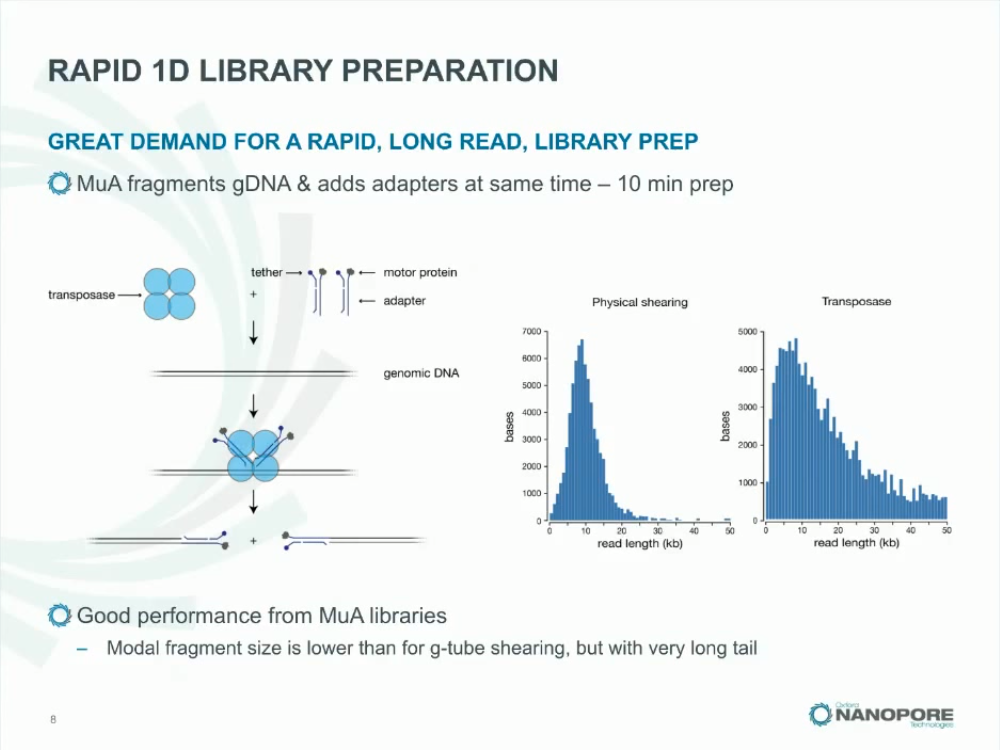 RAPID 1D LIBRARY PREPARATION
GREAT DEMAND FOR A RAPID, LONG READ, LIBRARY PREP
MuA fragments gDNA & adds adapters at same time – 10 min prep
tether
motor protein
transposase
+
adapter
genomic DNA
+
Physical shearing
7000
6000
5000
4000
3000
2000
1000
0
bases
0 10 20 30 40 50
read length (kb)
Transposase
5000
4000
3000
2000
1000
0
bases
0 10 20 30 40 50
read length (kb)
Good performance from MuA libraries
– Modal fragment size is lower than for g-tube shearing, but with very long tail
8
Oxford
NANOPORE
Technologies